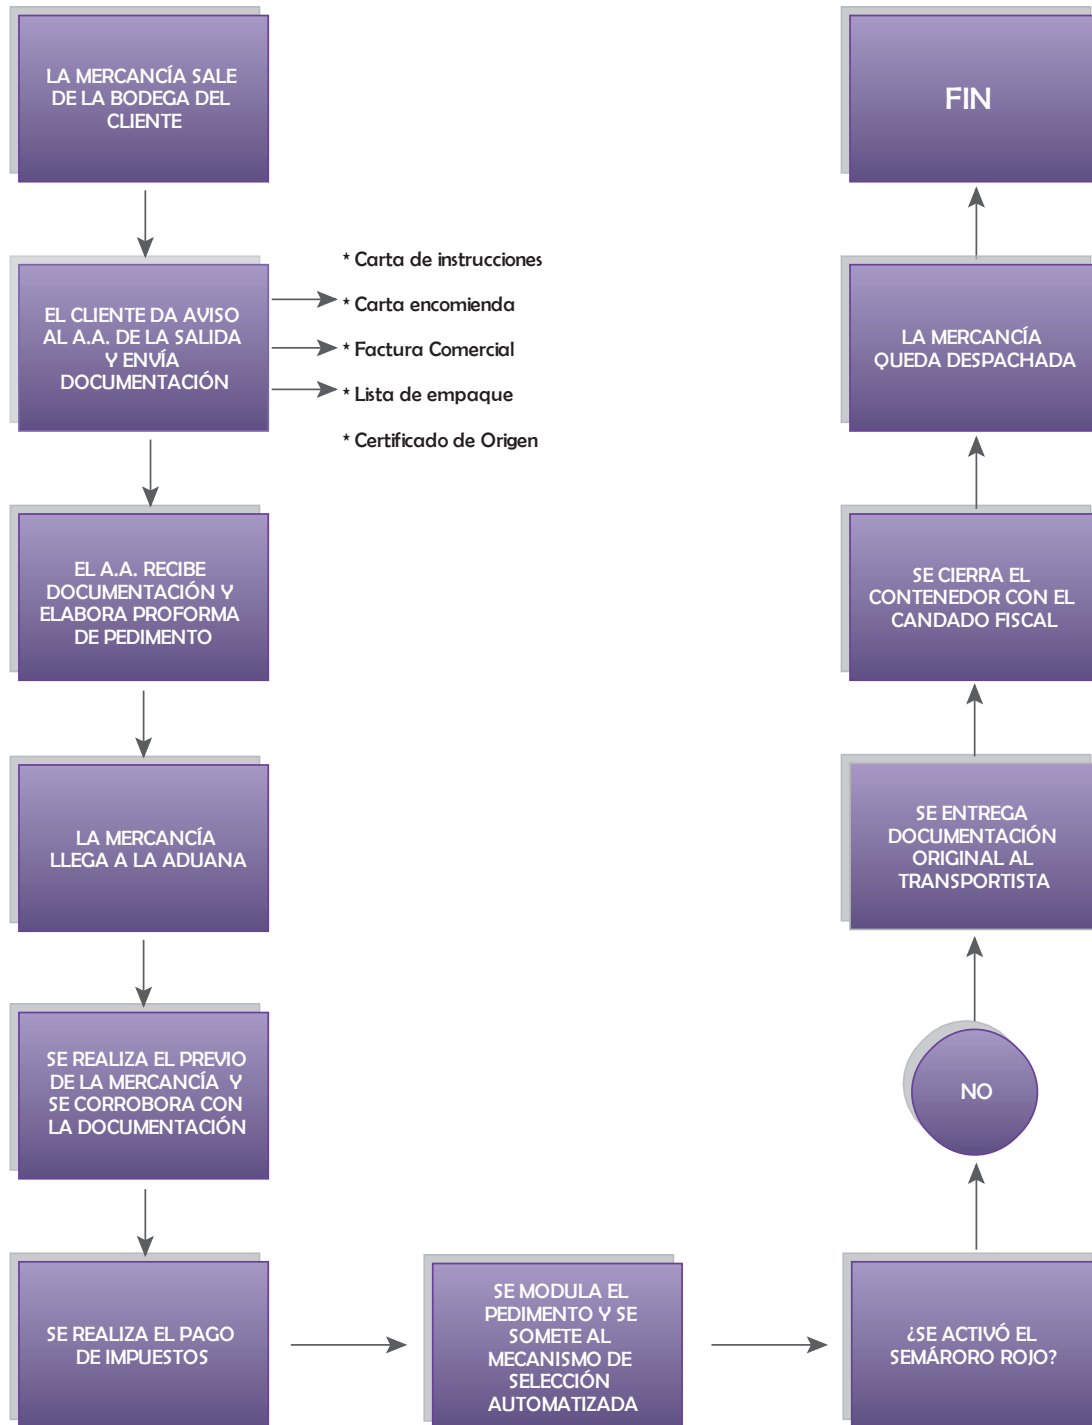 LA MERCANCÍA SALE
DE LA BODEGA DEL
CLIENTE
EL CLIENTE DA AVISO
AL A.A. DE LA SALIDA
Y ENVÍA
DOCUMENTACIÓN
* Carta de instrucciones
* Carta encomienda
* Factura Comercial
* Lista de empaque
* Certificado de Origen
EL A.A. RECIBE
DOCUMENTACIÓN Y
ELABORA PROFORMA
DE PEDIMENTO
LA MERCANCÍA
LLEGA A LA ADUANA
SE REALIZA EL PREVIO
DE LA MERCANCÍA Y
SE CORROBORA CON
LA DOCUMENTACIÓN
SE REALIZA EL PAGO
DE IMPUESTOS
SE MODULA EL
PEDIMENTO Y SE
SOMETE AL
MECANISMO DE
SELECCIÓN
AUTOMATIZADA
¿SE ACTIVÓ EL
SEMÁRORO ROJO?
NO
SE ENTREGA
DOCUMENTACIÓN
ORIGINAL AL
TRANSPORTISTA
SE CIERRA EL
CONTENEDOR CON EL
CANDADO FISCAL
LA MERCANCÍA
QUEDA DESPACHADA
FIN